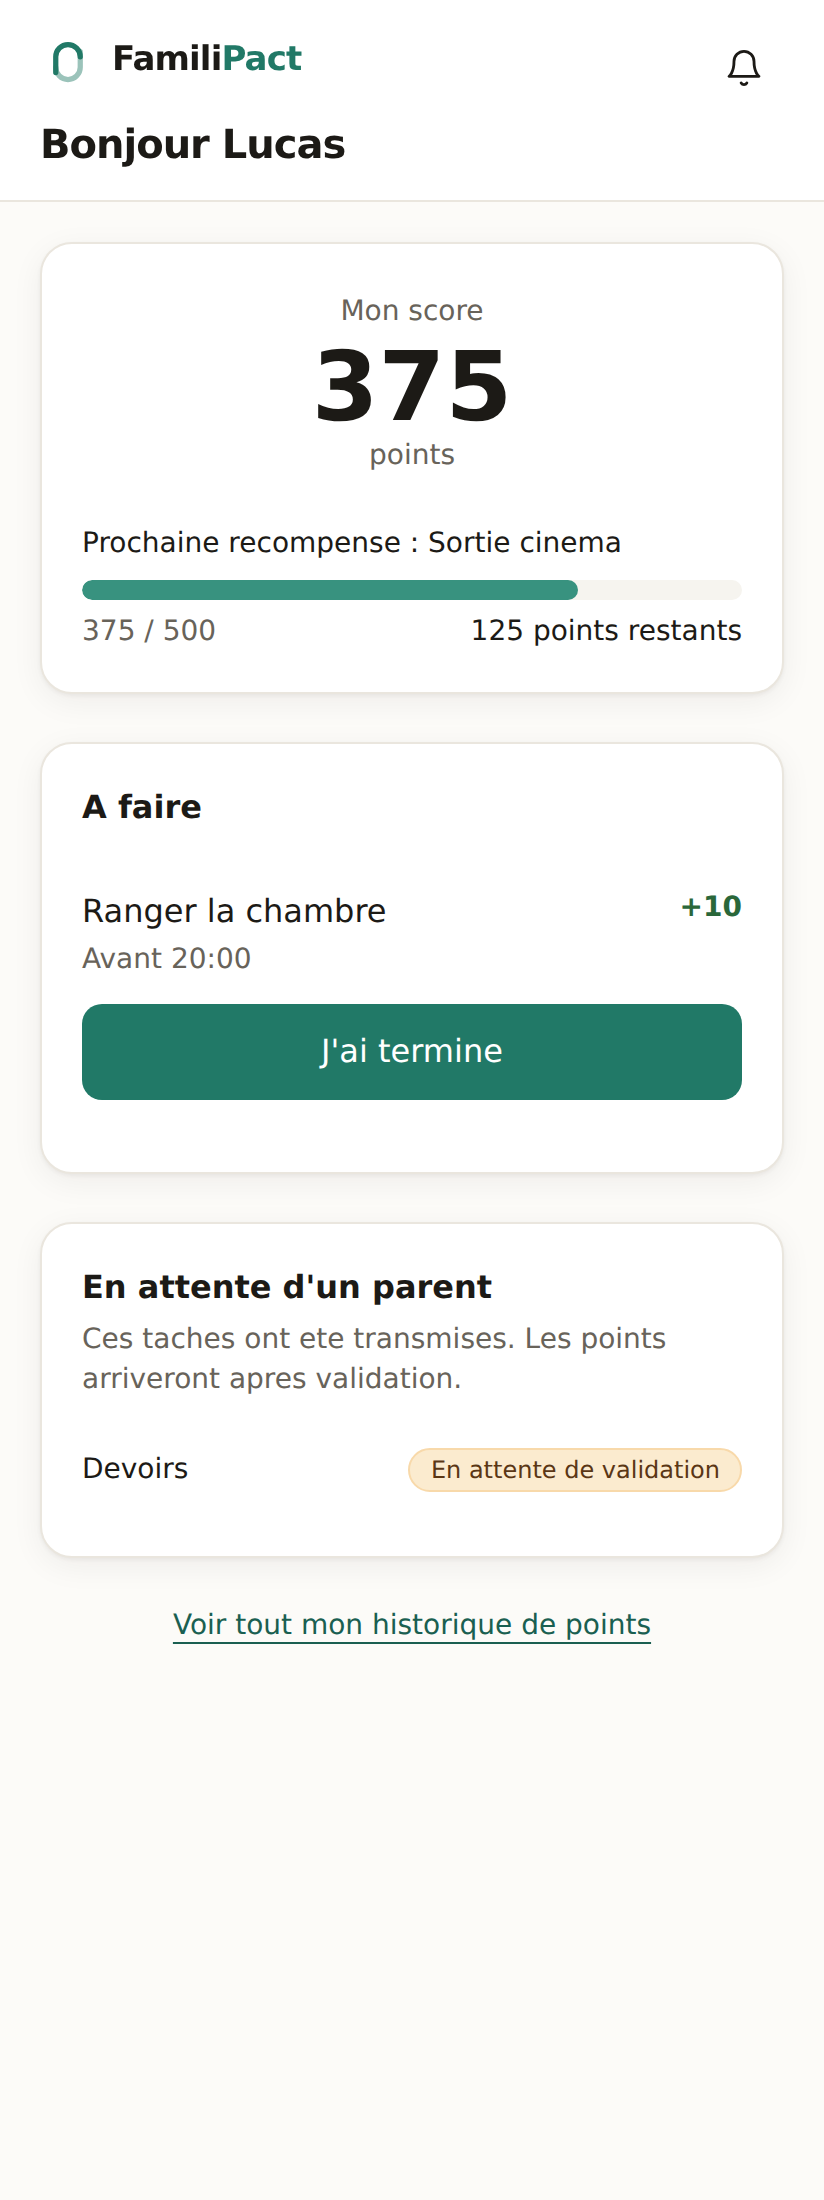 FamiliPact
Bonjour Lucas
Mon score
375
points
Prochaine recompense : Sortie cinema
375 / 500
125 points restants
A faire
Ranger la chambre
+10
Avant 20:00
J'ai termine
En attente d'un parent
Ces taches ont ete transmises. Les points
arriveront apres validation.
Devoirs
En attente de validation
Voir tout mon historique de points